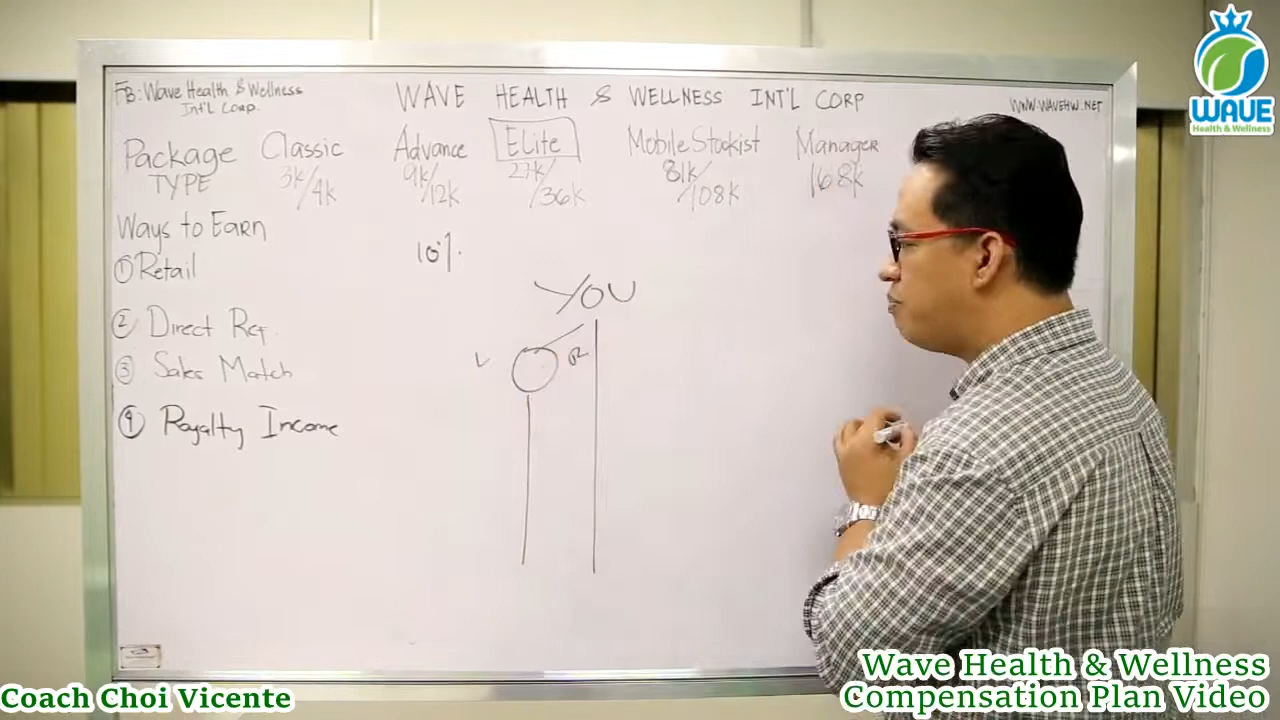 FB: Wave Health & Wellness
Int'l Corp.
WAVE HEALTH & WELLNESS INT'L CORP
WWW.WAVEHW.NET
WAVE
Health & Wellness
Package TYPE
Classic
3k/4k
Advance
9k/12k
Elite
27k/36k
Mobile Stockist
81k/108k
Manager
168k
Ways to Earn
① Retail
10%
② Direct Ref.
③ Sales Match
④ Royalty Income
YOU
L
R
Coach Choi Vicente
Wave Health & Wellness
Compensation Plan Video